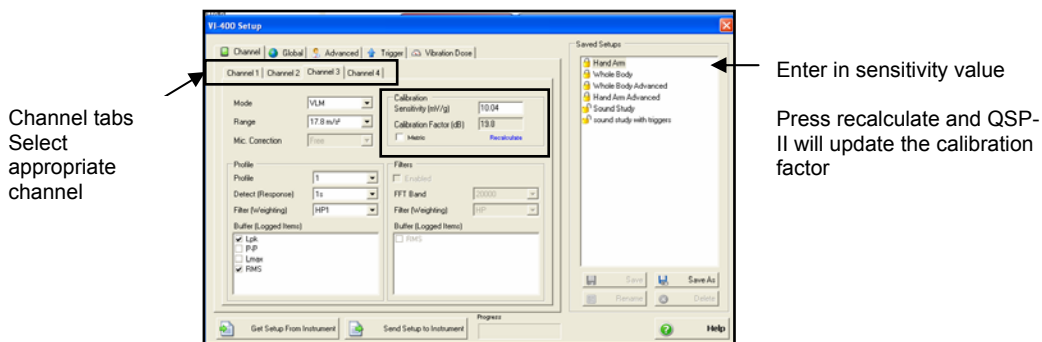 VI-400 Setup
Channel Global Advanced Trigger Vibration Dose
Channel 1 Channel 2 Channel 3 Channel 4
Mode VLM
Range 17.8 m/s²
Mic. Correction Free
Calibration
Sensitivity (mV/g) 10.04
Calibration Factor (dB) 19.8
Metric Recalculate
Profile
Profile 1
Detect (Response) 1s
Filter (Weighting) HP1
Buffer (Logged Items)
Lpk
P-P
Lmax
RMS
Filters
Enabled
FFT Band 20000
Filter (Weighting) HP
Buffer (Logged Items)
RMS
Saved Setups
Hand Arm
Whole Body
Whole Body Advanced
Hand Arm Advanced
Sound Study
sound study with triggers
Save Save As
Rename Delete
Get Setup From Instrument Send Setup to Instrument
Progress
Help
Channel tabs
Select
appropriate
channel
Enter in sensitivity value
Press recalculate and QSP-
II will update the calibration
factor